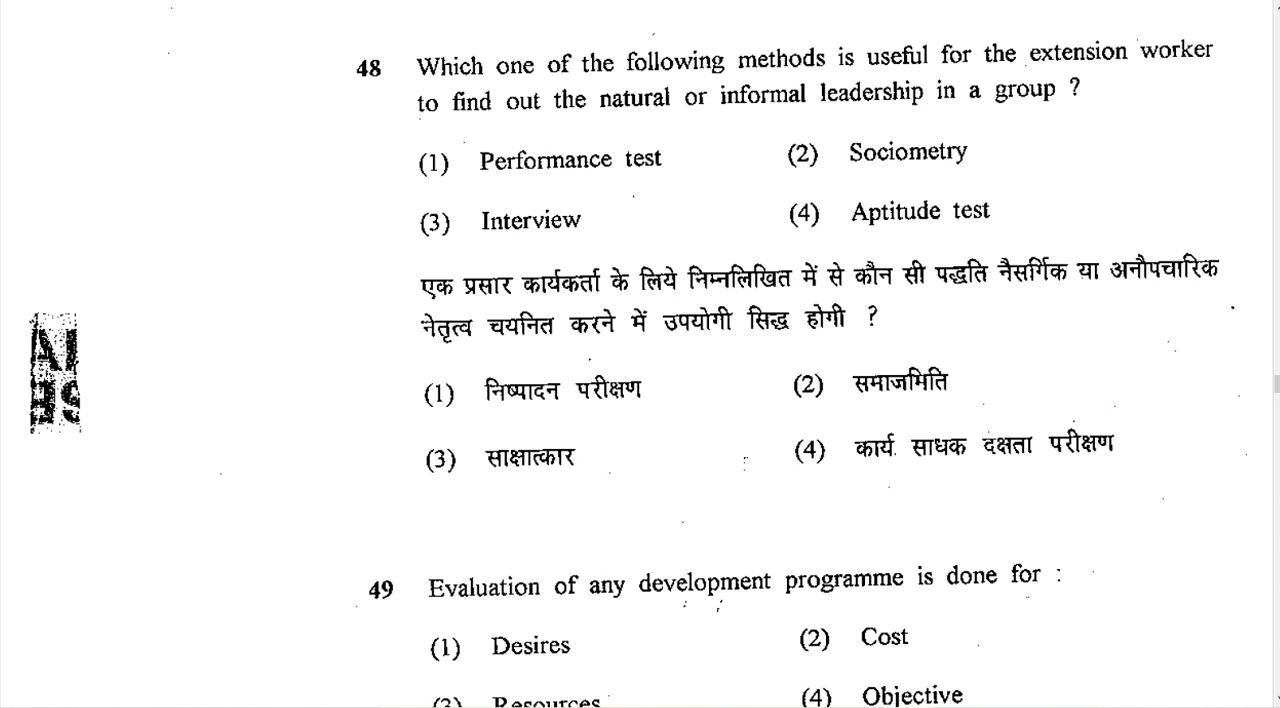 48 Which one of the following methods is useful for the extension worker
to find out the natural or informal leadership in a group ?
(1) Performance test (2) Sociometry
(3) Interview (4) Aptitude test
एक प्रसार कार्यकर्ता के लिये निम्नलिखित में से कौन सी पद्धति नैसर्गिक या अनौपचारिक
नेतृत्व चयनित करने में उपयोगी सिद्ध होगी ?
(1) निष्पादन परीक्षण (2) समाजमिति
(3) साक्षात्कार (4) कार्य साधक दक्षता परीक्षण
49 Evaluation of any development programme is done for :
(1) Desires (2) Cost
(3) Resources (4) Objective